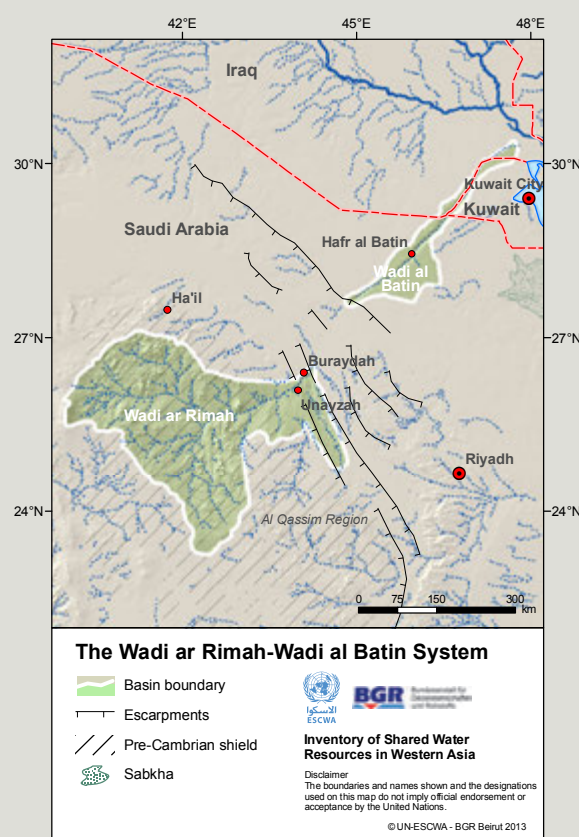 42°E
45°E
48°E
Iraq
30°N
30°N
Kuwait City
Kuwait
Saudi Arabia
Hafr al Batin
Wadi al
Batin
Ha'il
27°N
27°N
Buraydah
Wadi ar Rimah
Unayzah
Riyadh
24°N
24°N
Al Qassim Region
0 75 150 300
km
The Wadi ar Rimah-Wadi al Batin System
Basin boundary
Escarpments
Pre-Cambrian shield
Sabkha
الاسكوا
ESCWA
BGR
Inventory of Shared Water
Resources in Western Asia
Disclaimer
The boundaries and names shown and the designations
used on this map do not imply official endorsement or
acceptance by the United Nations.
© UN-ESCWA - BGR Beirut 2013